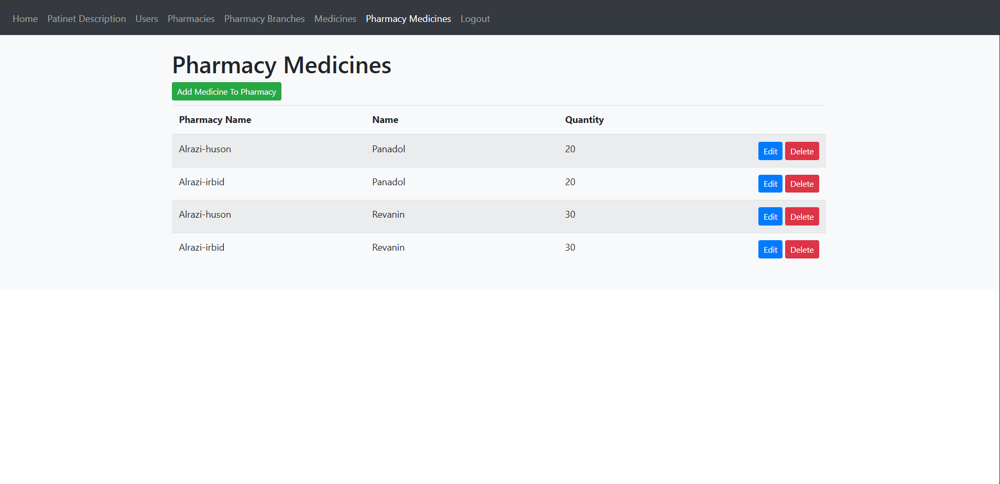 Home Patinet Description Users Pharmacies Pharmacy Branches Medicines Pharmacy Medicines Logout
Pharmacy Medicines
Add Medicine To Pharmacy
Pharmacy Name Name Quantity
Alrazi-huson Panadol 20 Edit Delete
Alrazi-irbid Panadol 20 Edit Delete
Alrazi-huson Revanin 30 Edit Delete
Alrazi-irbid Revanin 30 Edit Delete